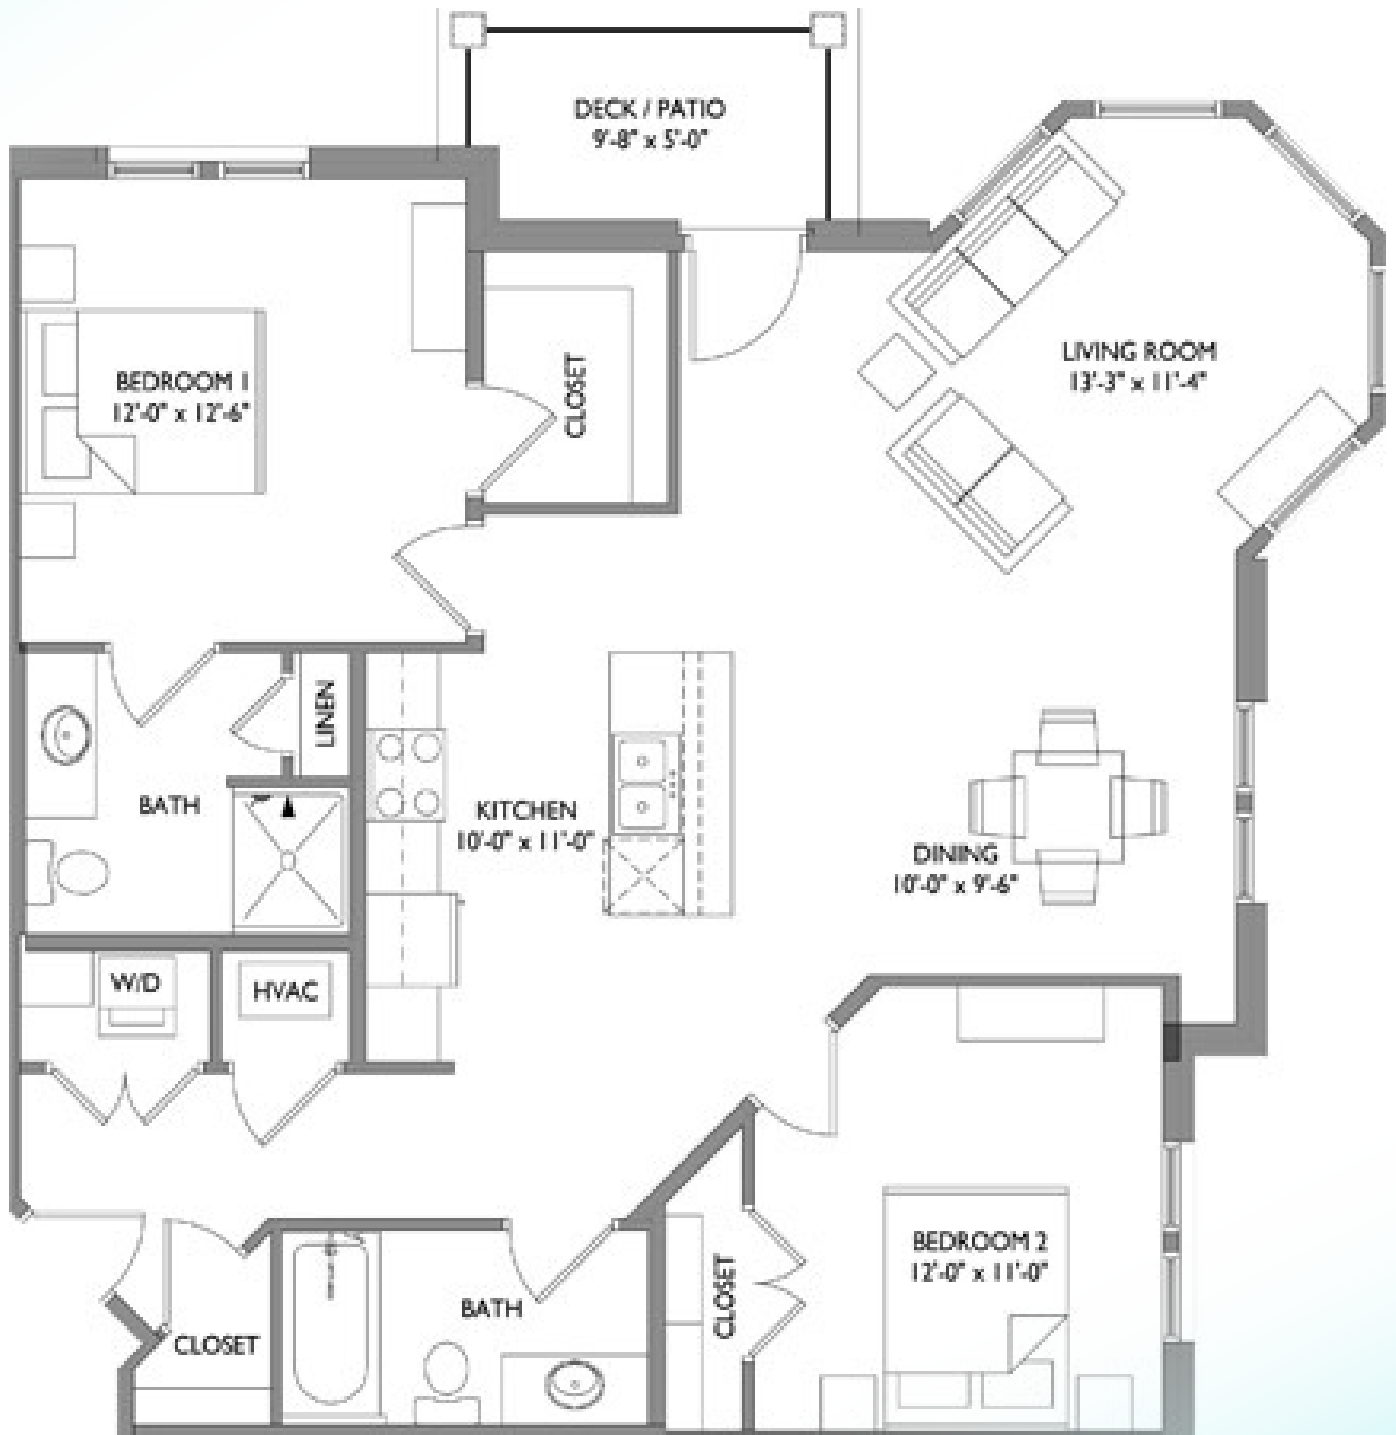 DECK / PATIO
9'-8" x 5'-0"
LIVING ROOM
13'-3" x 11'-4"
BEDROOM 1
12'-0" x 12'-6"
CLOSET
LINEN
BATH
KITCHEN
10'-0" x 11'-0"
DINING
10'-0" x 9'-6"
W/D
HVAC
BEDROOM 2
12'-0" x 11'-0"
CLOSET
BATH
CLOSET